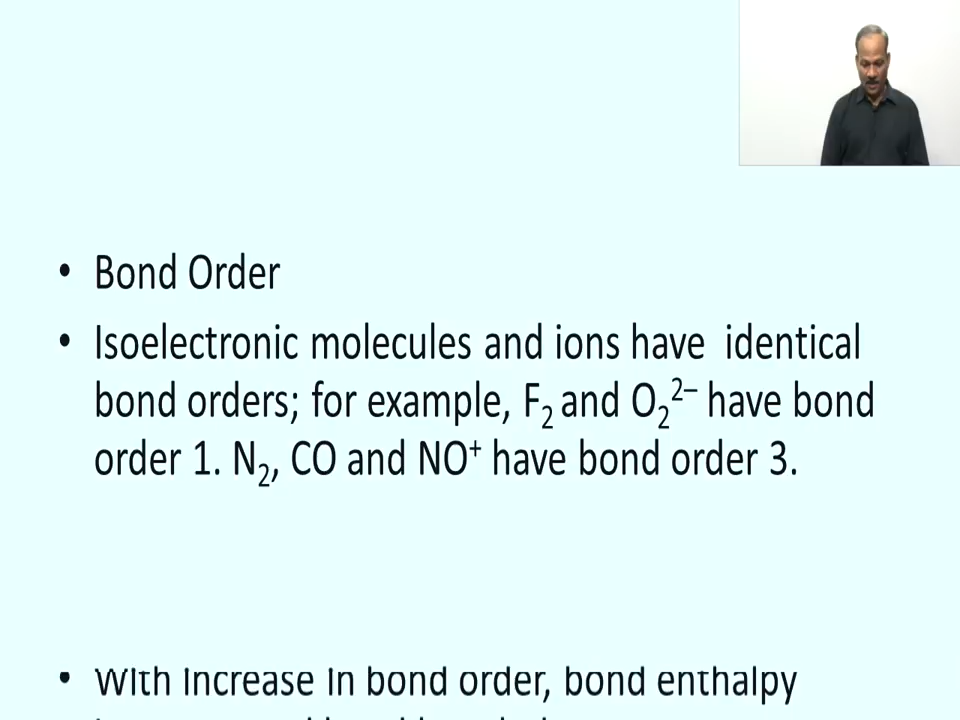 • Bond Order
• Isoelectronic molecules and ions have identical
bond orders; for example, F₂ and O₂²⁻ have bond
order 1. N₂, CO and NO⁺ have bond order 3.
• With increase in bond order, bond enthalpy